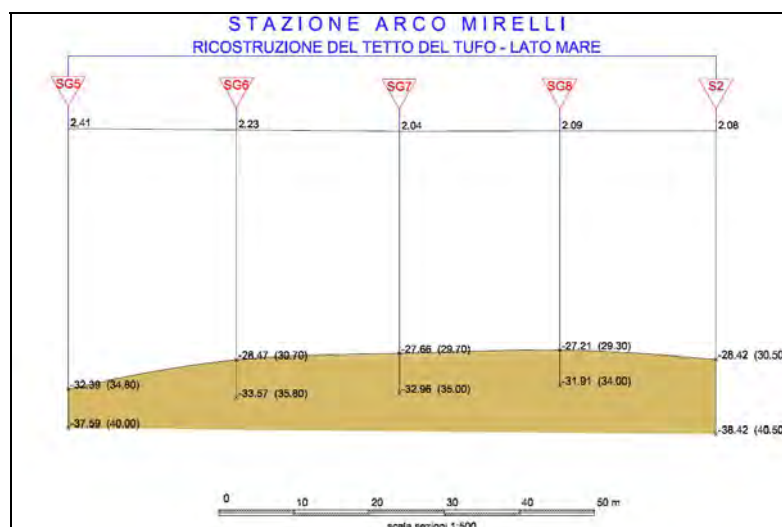 STAZIONE ARCO MIRELLI
RICOSTRUZIONE DEL TETTO DEL TUFO - LATO MARE
SG5 SG6 SG7 SG8 S2
2.41 2.23 2.04 2.09 2.08
-28.47 (30.70) -27.66 (29.70) -27.21 (29.30) -28.42 (30.50
-32.39 (34.80) -33.57 (35.80) -32.96 (35.00) -31.91 (34.00)
-37.59 (40.00) -38.42 (40.50
0 10 20 30 40 50 m
scala sezioni 1:500